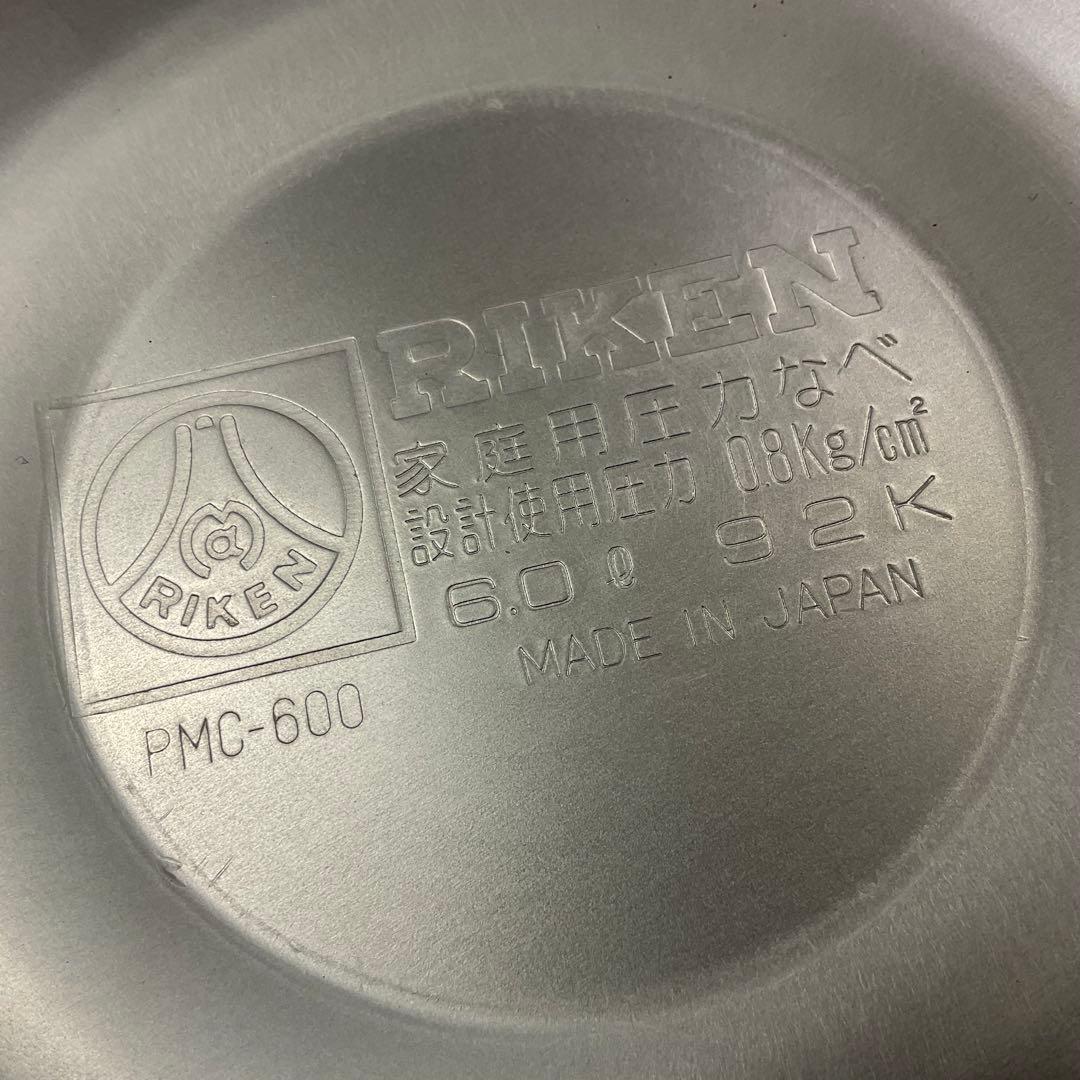 RIKEN
家庭用圧力なべ
設計使用圧力 0.8Kg/cm²
6.0ℓ 92K
MADE IN JAPAN
RIKEN
PMC-600